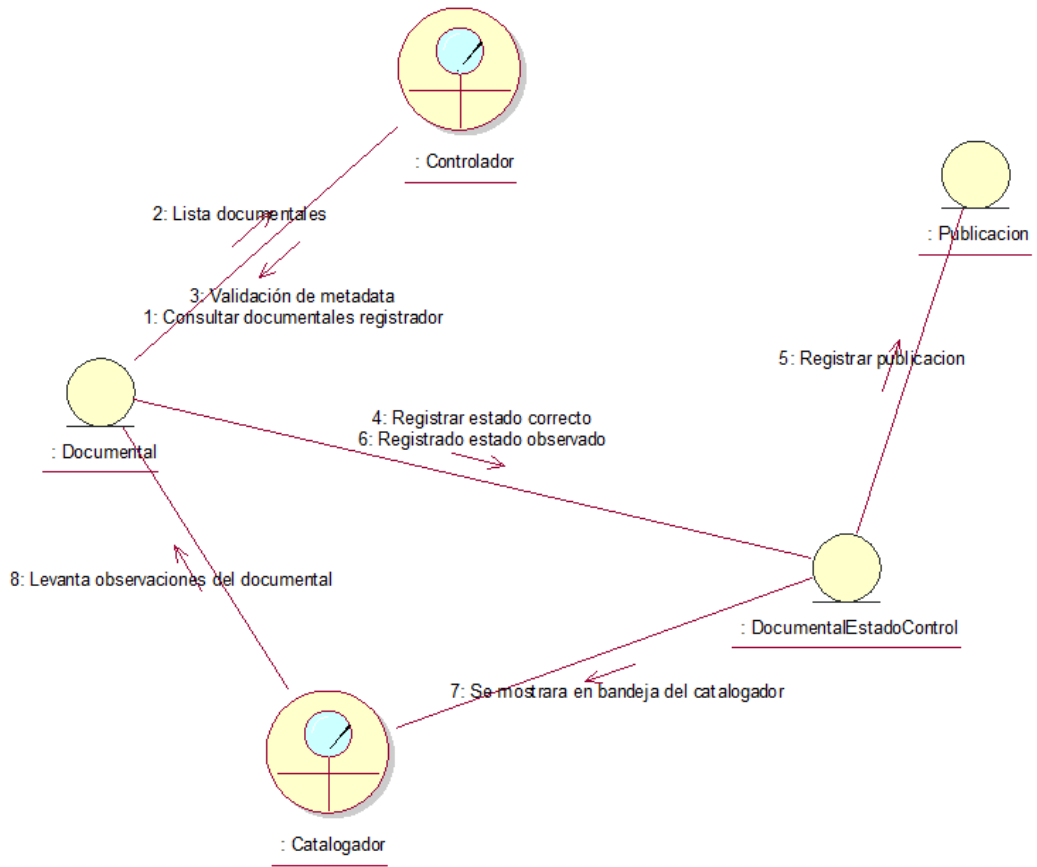 : Controlador
2: Lista documentales
: Publicacion
3: Validación de metadata
1: Consultar documentales registrador
5: Registrar publicacion
4: Registrar estado correcto
6: Registrado estado observado
: Documental
8: Levanta observaciones del documental
: DocumentalEstadoControl
7: Se mostrara en bandeja del catalogador
: Catalogador